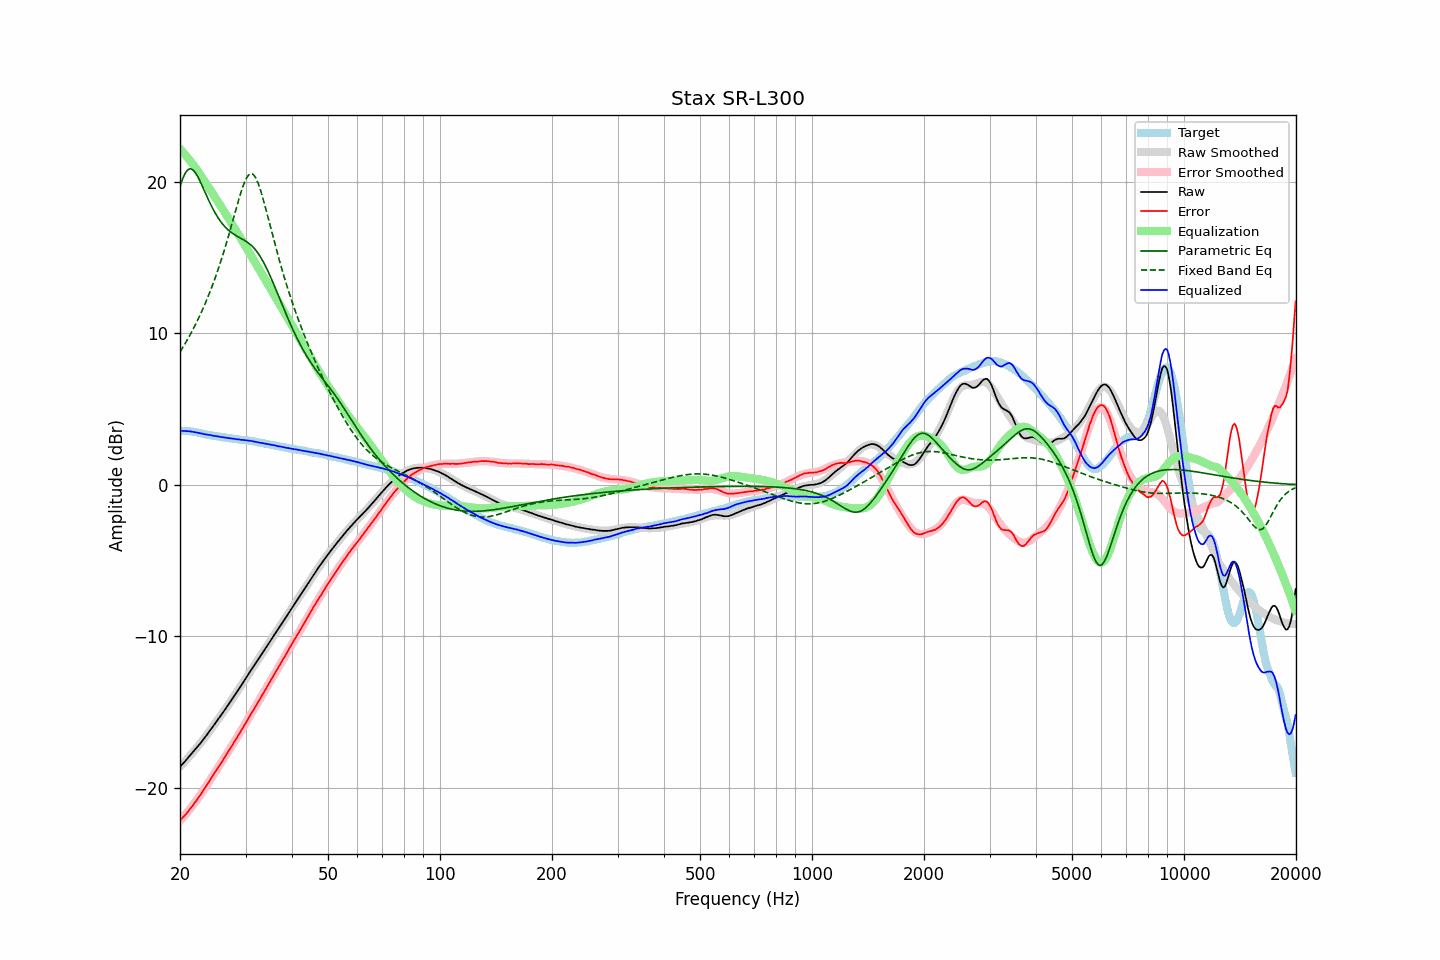 Stax SR-L300
Target
Raw Smoothed
Error Smoothed
Raw
Error
Equalization
Parametric Eq
Fixed Band Eq
Equalized
Amplitude (dBr)
20
10
0
−10
−20
20
50
100
200
500
1000
2000
5000
10000
20000
Frequency (Hz)